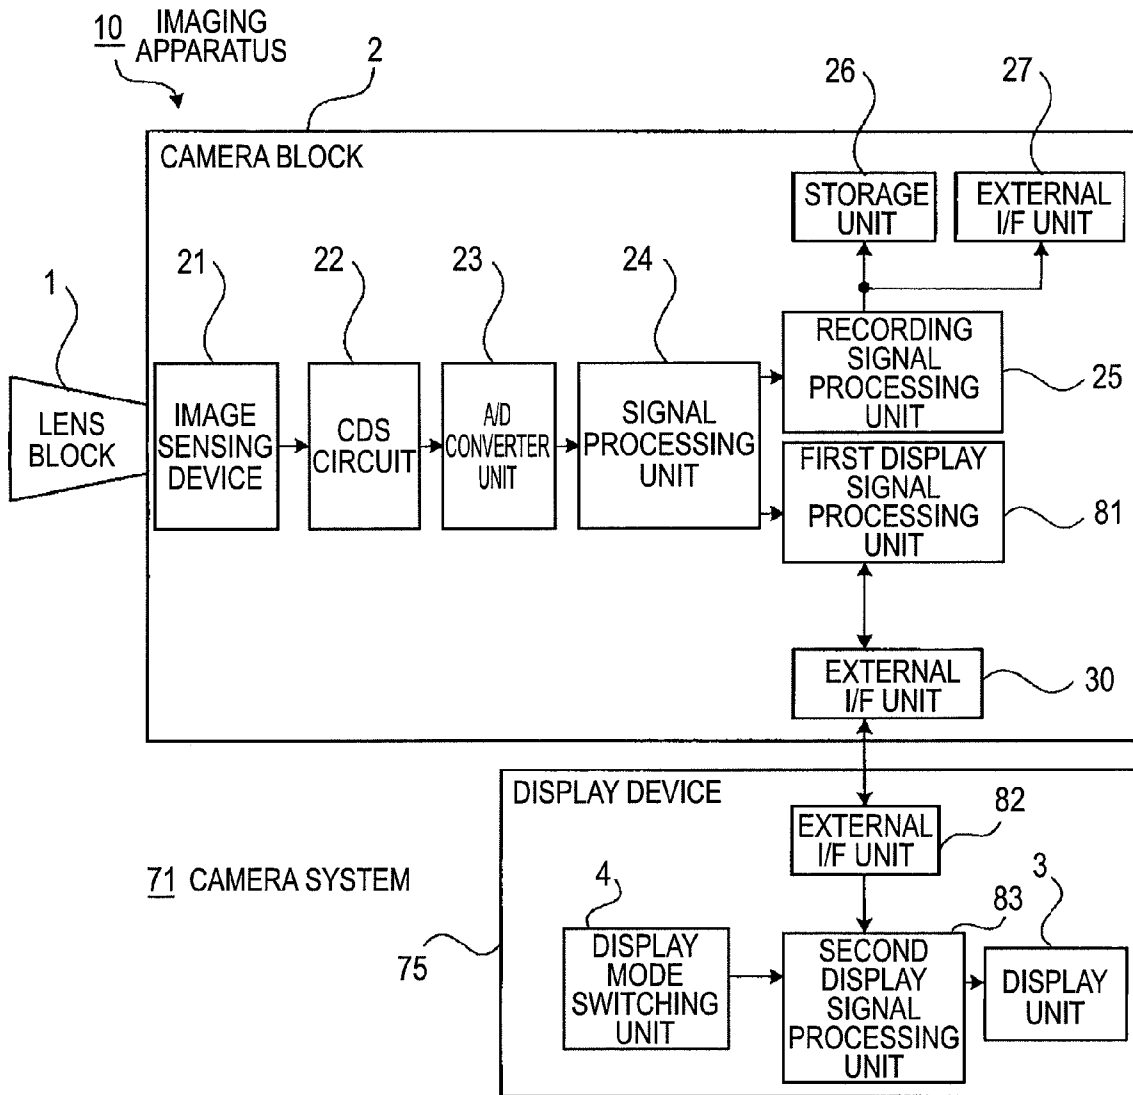 10 IMAGING
APPARATUS
2
26
27
CAMERA BLOCK
STORAGE
UNIT
EXTERNAL
I/F UNIT
1
21
22
23
24
LENS
BLOCK
IMAGE
SENSING
DEVICE
CDS
CIRCUIT
A/D
CONVERTER
UNIT
SIGNAL
PROCESSING
UNIT
RECORDING
SIGNAL
PROCESSING
UNIT
25
FIRST DISPLAY
SIGNAL
PROCESSING
UNIT
81
EXTERNAL
I/F UNIT
30
DISPLAY DEVICE
EXTERNAL
I/F UNIT
82
71 CAMERA SYSTEM
4
83
3
75
DISPLAY
MODE
SWITCHING
UNIT
SECOND
DISPLAY
SIGNAL
PROCESSING
UNIT
DISPLAY
UNIT